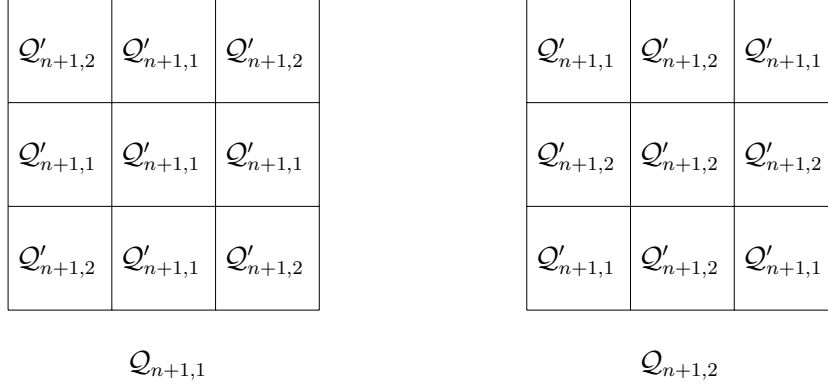 𝒬′ₙ₊₁,₂ 𝒬′ₙ₊₁,₁ 𝒬′ₙ₊₁,₂ 𝒬′ₙ₊₁,₁ 𝒬′ₙ₊₁,₂ 𝒬′ₙ₊₁,₁
𝒬′ₙ₊₁,₁ 𝒬′ₙ₊₁,₁ 𝒬′ₙ₊₁,₁ 𝒬′ₙ₊₁,₂ 𝒬′ₙ₊₁,₂ 𝒬′ₙ₊₁,₂
𝒬′ₙ₊₁,₂ 𝒬′ₙ₊₁,₁ 𝒬′ₙ₊₁,₂ 𝒬′ₙ₊₁,₁ 𝒬′ₙ₊₁,₂ 𝒬′ₙ₊₁,₁
𝒬ₙ₊₁,₁ 𝒬ₙ₊₁,₂